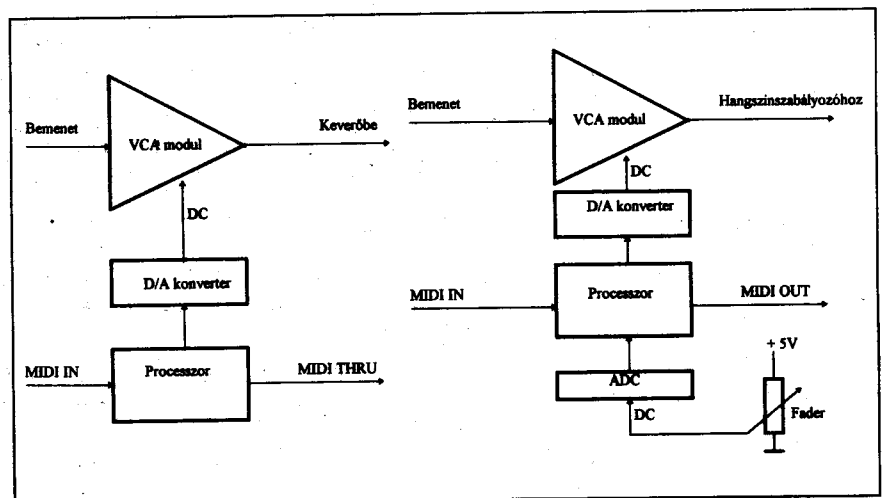 Bemenet
VCA modul
Keverőbe
DC
D/A konverter
MIDI IN
Processzor
MIDI THRU
Bemenet
VCA modul
Hangszinszabályozóhoz
DC
D/A konverter
MIDI IN
Processzor
MIDI OUT
ADC
+ 5V
DC
Fader